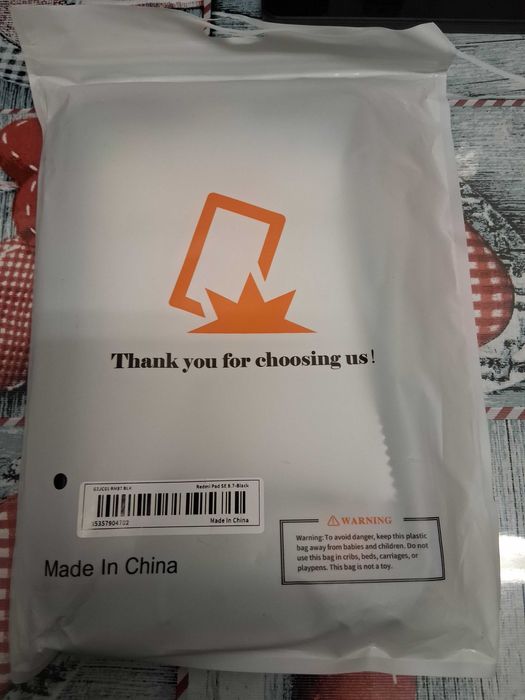 Thank you for choosing us!
Redmi Pad SE 8.7-Black
Made In China
Made In China
WARNING
Warning: To avoid danger, keep this plastic
bag away from babies and children. Do not
use this bag in cribs, beds, carriages, or
playpens. This bag is not a toy.